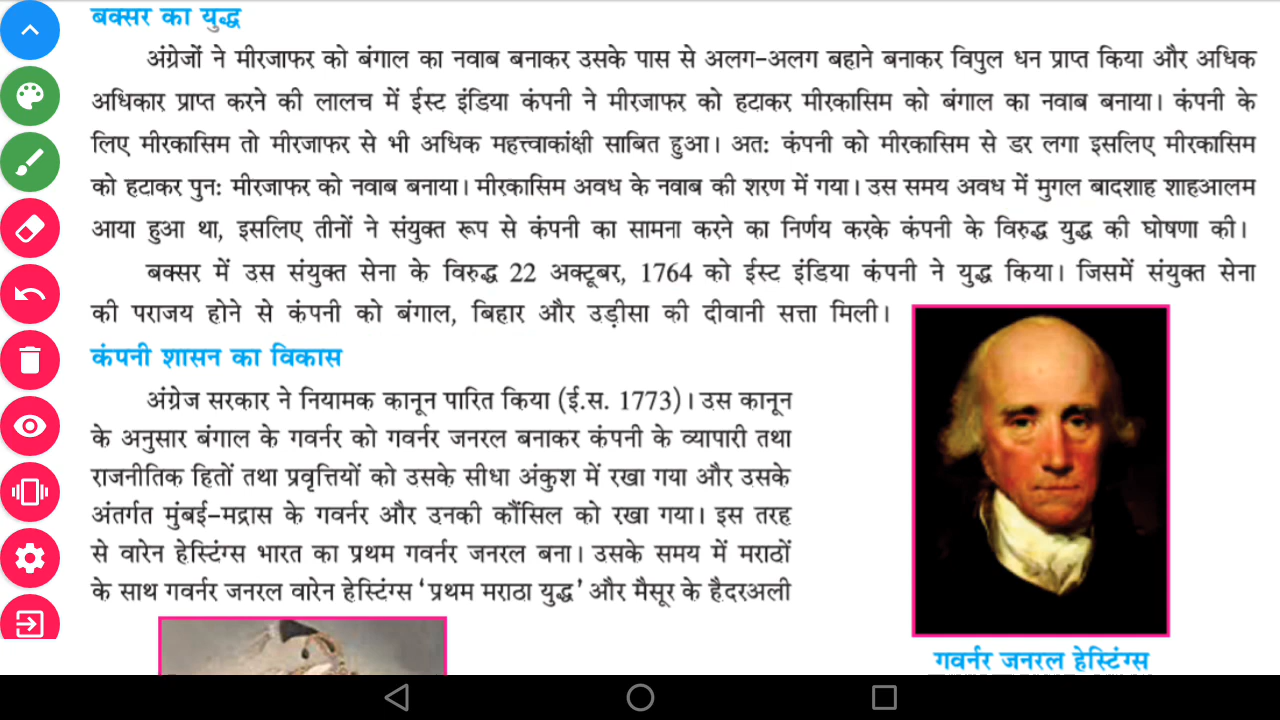 बक्सर का युद्ध
अंग्रेजों ने मीरजाफर को बंगाल का नवाब बनाकर उसके पास से अलग-अलग बहाने बनाकर विपुल धन प्राप्त किया और अधिक
अधिकार प्राप्त करने की लालच में ईस्ट इंडिया कंपनी ने मीरजाफर को हटाकर मीरकासिम को बंगाल का नवाब बनाया। कंपनी के
लिए मीरकासिम तो मीरजाफर से भी अधिक महत्त्वाकांक्षी साबित हुआ। अतः कंपनी को मीरकासिम से डर लगा इसलिए मीरकासिम
को हटाकर पुनः मीरजाफर को नवाब बनाया। मीरकासिम अवध के नवाब की शरण में गया। उस समय अवध में मुगल बादशाह शाहआलम
आया हुआ था, इसलिए तीनों ने संयुक्त रूप से कंपनी का सामना करने का निर्णय करके कंपनी के विरुद्ध युद्ध की घोषणा की।
बक्सर में उस संयुक्त सेना के विरुद्ध 22 अक्टूबर, 1764 को ईस्ट इंडिया कंपनी ने युद्ध किया। जिसमें संयुक्त सेना
की पराजय होने से कंपनी को बंगाल, बिहार और उड़ीसा की दीवानी सत्ता मिली।
कंपनी शासन का विकास
अंग्रेज सरकार ने नियामक कानून पारित किया (ई.स. 1773)। उस कानून
के अनुसार बंगाल के गवर्नर को गवर्नर जनरल बनाकर कंपनी के व्यापारी तथा
राजनीतिक हितों तथा प्रवृत्तियों को उसके सीधा अंकुश में रखा गया और उसके
अंतर्गत मुंबई-मद्रास के गवर्नर और उनकी कौंसिल को रखा गया। इस तरह
से वारेन हेस्टिंग्स भारत का प्रथम गवर्नर जनरल बना। उसके समय में मराठों
के साथ गवर्नर जनरल वारेन हेस्टिंग्स ‘प्रथम मराठा युद्ध’ और मैसूर के हैदरअली
गवर्नर जनरल हेस्टिंग्स